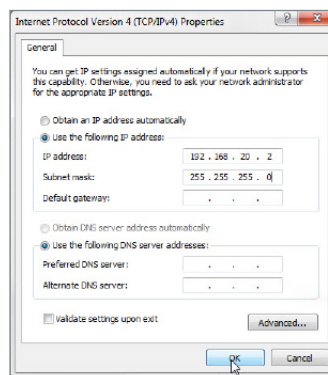 Internet Protocol Version 4 (TCP/IPv4) Properties
General
You can get IP settings assigned automatically if your network supports
this capability. Otherwise, you need to ask your network administrator
for the appropriate IP settings.
Obtain an IP address automatically
Use the following IP address:
IP address: 192 . 168 . 20 . 2
Subnet mask: 255 . 255 . 255 . 0
Default gateway: . . .
Obtain DNS server address automatically
Use the following DNS server addresses:
Preferred DNS server: . . .
Alternate DNS server: . . .
Validate settings upon exit
Advanced...
OK Cancel